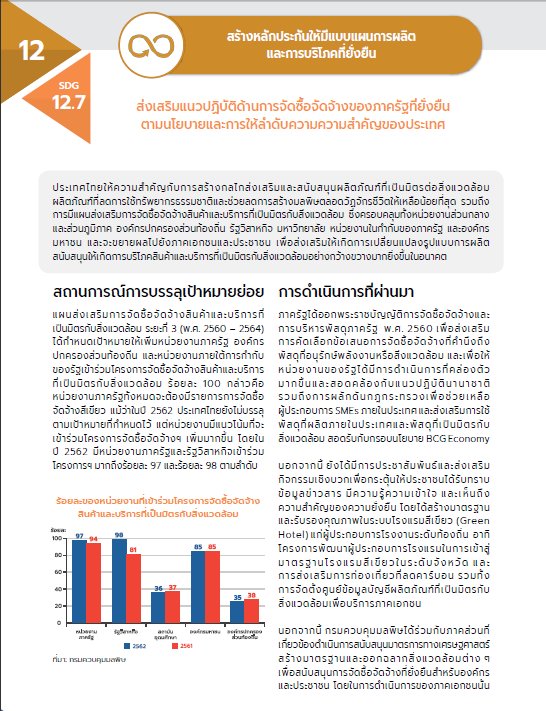 12
สร้างหลักประกันให้มีแบบแผนการผลิต
และการบริโภคที่ยั่งยืน
SDG
12.7
ส่งเสริมแนวปฏิบัติด้านการจัดซื้อจัดจ้างของภาครัฐที่ยั่งยืน
ตามนโยบายและการให้ลำดับความความสำคัญของประเทศ
ประเทศไทยให้ความสำคัญกับการสร้างกลไกส่งเสริมและสนับสนุนผลิตภัณฑ์ที่เป็นมิตรต่อสิ่งแวดล้อม
ผลิตภัณฑ์ที่ลดการใช้ทรัพยากรธรรมชาติและช่วยลดการสร้างมลพิษตลอดวัฏจักรชีวิตให้เหลือน้อยที่สุด รวมถึง
การมีแผนส่งเสริมการจัดซื้อจัดจ้างสินค้าและบริการที่เป็นมิตรกับสิ่งแวดล้อม ซึ่งครอบคลุมทั้งหน่วยงานส่วนกลาง
และส่วนภูมิภาค องค์กรปกครองส่วนท้องถิ่น รัฐวิสาหกิจ มหาวิทยาลัย หน่วยงานในกำกับของภาครัฐ และองค์กร
มหาชน และจะขยายผลไปยังภาคเอกชนและประชาชน เพื่อส่งเสริมให้เกิดการเปลี่ยนแปลงรูปแบบการผลิต
สนับสนุนให้เกิดการบริโภคสินค้าและบริการที่เป็นมิตรกับสิ่งแวดล้อมอย่างกว้างขวางมากยิ่งขึ้นในอนาคต
สถานการณ์การบรรลุเป้าหมายย่อย
แผนส่งเสริมการจัดซื้อจัดจ้างสินค้าและบริการที่
เป็นมิตรกับสิ่งแวดล้อม ระยะที่ 3 (พ.ศ. 2560 – 2564)
ได้กำหนดเป้าหมายให้เพิ่มหน่วยงานภาครัฐ องค์กร
ปกครองส่วนท้องถิ่น และหน่วยงานภายใต้การกำกับ
ของรัฐเข้าร่วมโครงการจัดซื้อจัดจ้างสินค้าและบริการ
ที่เป็นมิตรกับสิ่งแวดล้อม ร้อยละ 100 กล่าวคือ
หน่วยงานภาครัฐทั้งหมดจะต้องมีรายการการจัดซื้อ
จัดจ้างสีเขียว แม้ว่าในปี 2562 ประเทศไทยยังไม่บรรลุ
ตามเป้าหมายที่กำหนดไว้ แต่หน่วยงานมีแนวโน้มที่จะ
เข้าร่วมโครงการจัดซื้อจัดจ้างฯ เพิ่มมากขึ้น โดยใน
ปี 2562 มีหน่วยงานภาครัฐและรัฐวิสาหกิจเข้าร่วม
โครงการฯ มากถึงร้อยละ 97 และร้อยละ 98 ตามลำดับ
ร้อยละของหน่วยงานที่เข้าร่วมโครงการจัดซื้อจัดจ้าง
สินค้าและบริการที่เป็นมิตรกับสิ่งแวดล้อม
ร้อยละ
100
80
60
40
20
0
97
94
98
81
36
37
85
85
35
38
หน่วยงาน
ภาครัฐ
รัฐวิสาหกิจ
สถาบัน
อุดมศึกษา
องค์กรมหาชน
องค์กรปกครอง
ส่วนท้องถิ่น
2562
2561
ที่มา: กรมควบคุมมลพิษ
การดำเนินการที่ผ่านมา
ภาครัฐได้ออกพระราชบัญญัติการจัดซื้อจัดจ้างและ
การบริหารพัสดุภาครัฐ พ.ศ. 2560 เพื่อส่งเสริม
การคัดเลือกข้อเสนอการจัดซื้อจัดจ้างที่คำนึงถึง
พัสดุที่อนุรักษ์พลังงานหรือสิ่งแวดล้อม และเพื่อให้
หน่วยงานของรัฐได้มีการดำเนินการที่คล่องตัว
มากขึ้นและสอดคล้องกับแนวปฏิบัตินานาชาติ
รวมถึงการผลักดันกฎกระทรวงเพื่อช่วยเหลือ
ผู้ประกอบการ SMEs ภายในประเทศและส่งเสริมการใช้
พัสดุที่ผลิตภายในประเทศและพัสดุที่เป็นมิตรกับ
สิ่งแวดล้อม สอดรับกับกรอบนโยบาย BCG Economy
นอกจากนี้ ยังได้มีการประชาสัมพันธ์และส่งเสริม
กิจกรรมเชิงบวกเพื่อกระตุ้นให้ประชาชนได้รับทราบ
ข้อมูลข่าวสาร มีความรู้ความเข้าใจ และเห็นถึง
ความสำคัญของความยั่งยืน โดยได้สร้างมาตรฐาน
และรับรองคุณภาพในระบบโรงแรมสีเขียว (Green
Hotel) แก่ผู้ประกอบการโรงงานระดับท้องถิ่น อาทิ
โครงการพัฒนาผู้ประกอบการโรงแรมในการเข้าสู่
มาตรฐานโรงแรมสีเขียวในระดับจังหวัด และ
การส่งเสริมการท่องเที่ยวที่ลดคาร์บอน รวมทั้ง
การจัดตั้งศูนย์ข้อมูลบัญชีผลิตภัณฑ์ที่เป็นมิตรกับ
สิ่งแวดล้อมเพื่อบริการภาคเอกชน
นอกจากนี้ กรมควบคุมมลพิษได้ร่วมกับภาคส่วนที่
เกี่ยวข้องดำเนินการสนับสนุนมาตรการทางเศรษฐศาสตร์
สร้างมาตรฐานและออกฉลากสิ่งแวดล้อมต่าง ๆ
เพื่อสนับสนุนการจัดซื้อจัดจ้างที่ยั่งยืนสำหรับองค์กร
และประชาชน โดยในการดำเนินการของภาคเอกชนนั้น